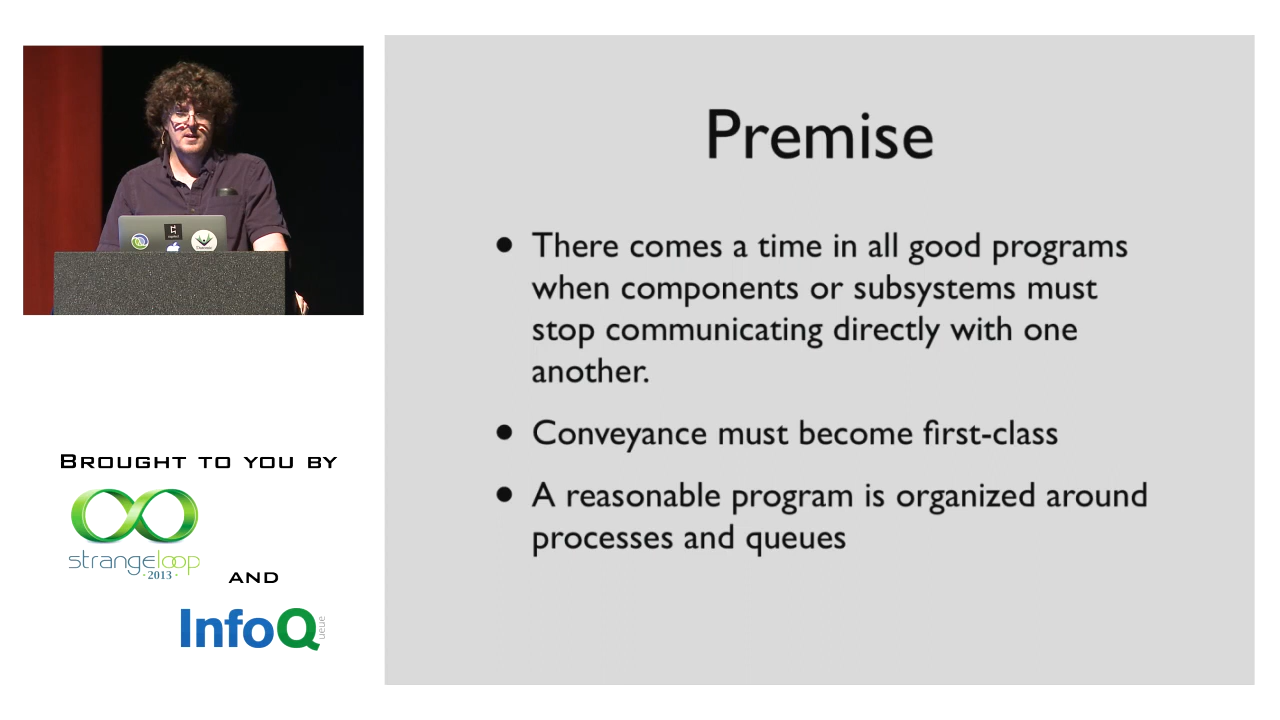 Premise
• There comes a time in all good programs
when components or subsystems must
stop communicating directly with one
another.
• Conveyance must become first-class
• A reasonable program is organized around
processes and queues
Brought to you by
strangeloop
·2013·
and
InfoQ
ueue